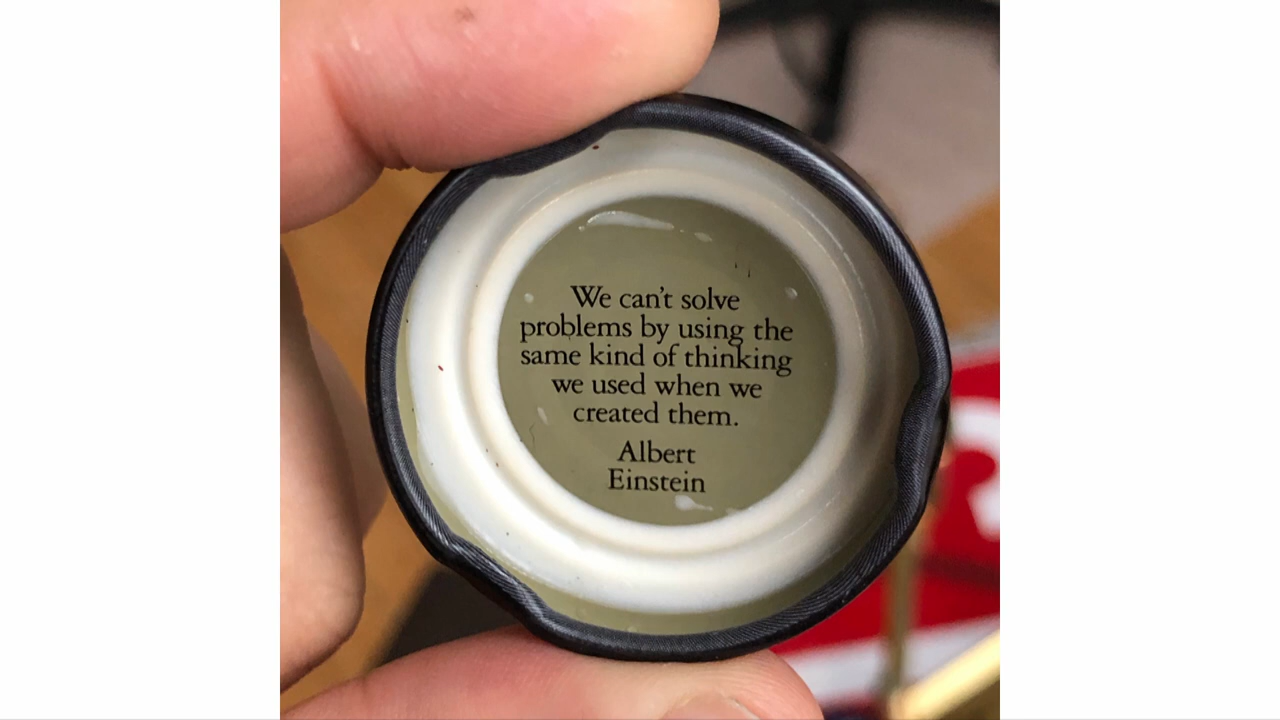 We can't solve
problems by using the
same kind of thinking
we used when we
created them.
Albert
Einstein